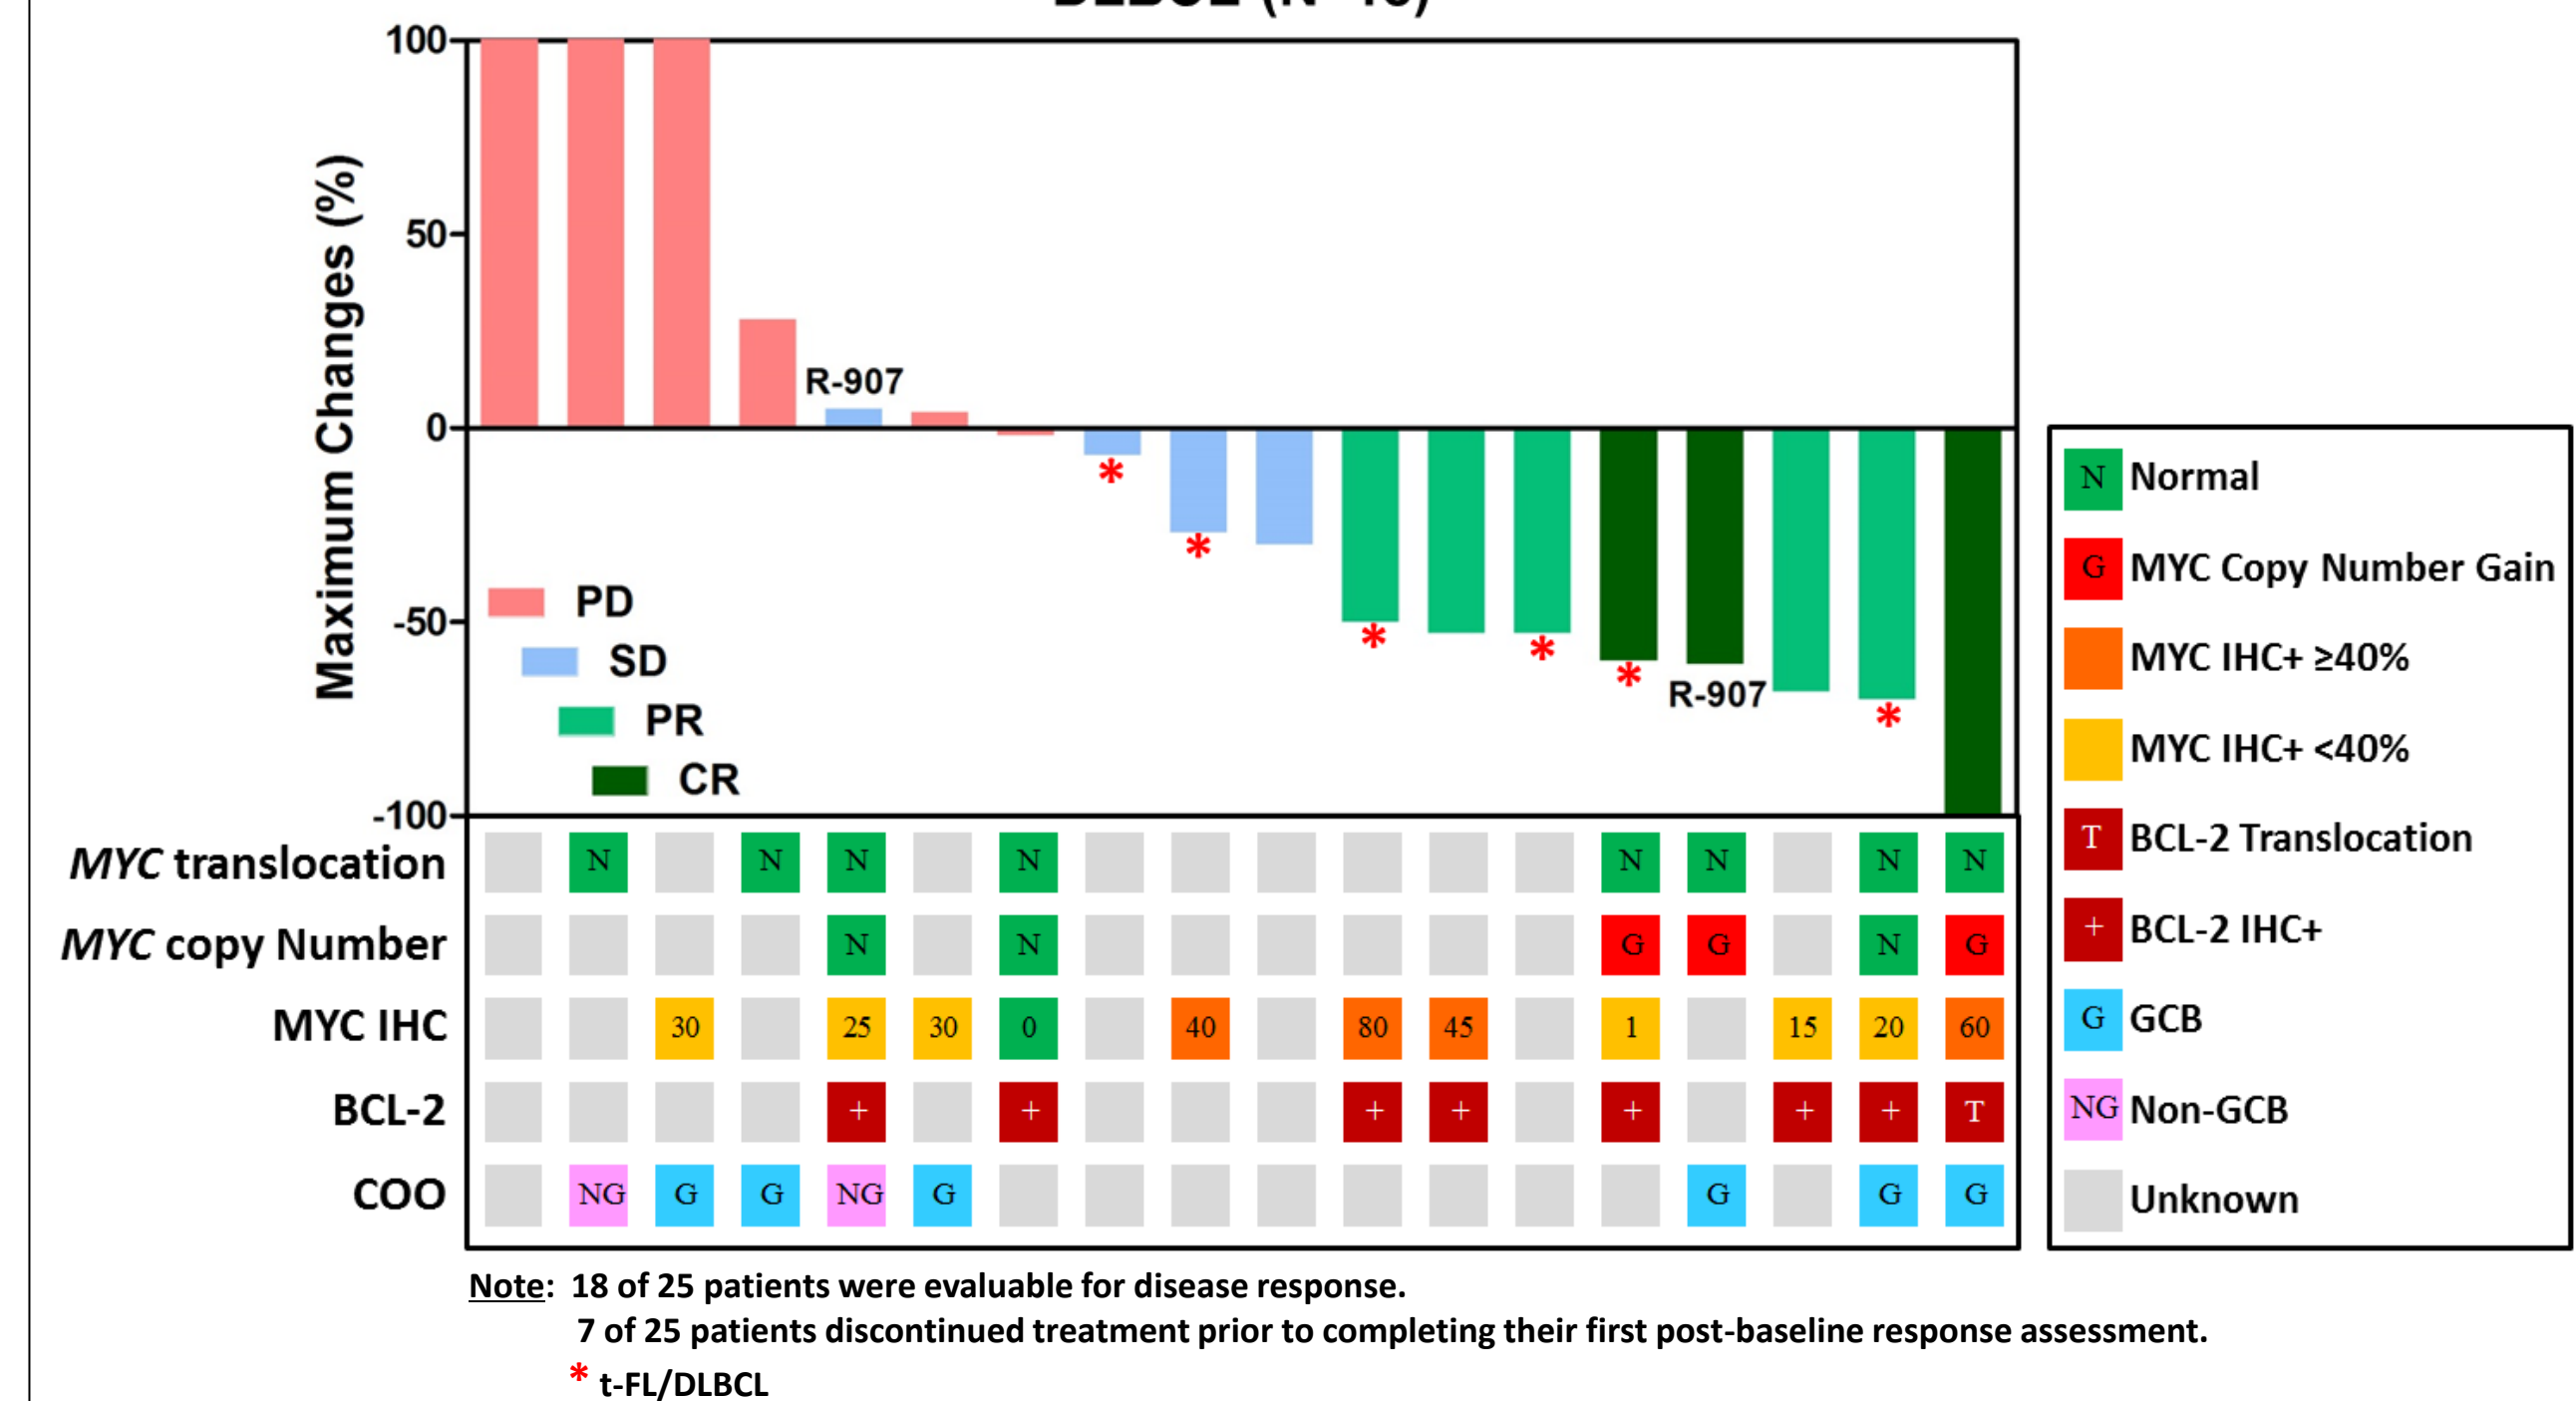 100
50
0
-50
-100
Maximum Changes (%)
R-907
*
*
*
*
*
R-907
*
PD
SD
PR
CR
MYC translocation N N N N N N N N
MYC copy Number N N G G N G
MYC IHC 30 25 30 0 40 80 45 1 15 20 60
BCL-2 + + + + + + + T
COO NG G G NG G G G G
N Normal
G MYC Copy Number Gain
MYC IHC+ ≥40%
MYC IHC+ <40%
T BCL-2 Translocation
+ BCL-2 IHC+
G GCB
NG Non-GCB
Unknown
Note: 18 of 25 patients were evaluable for disease response.
7 of 25 patients discontinued treatment prior to completing their first post-baseline response assessment.
* t-FL/DLBCL